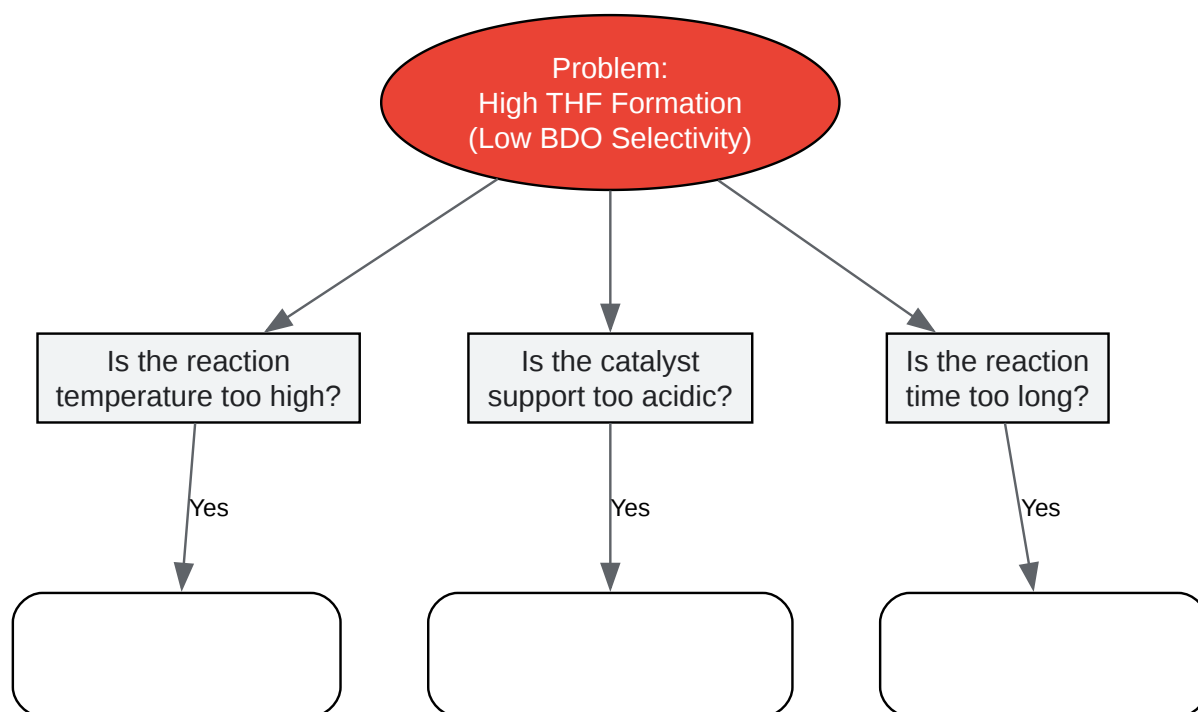 Problem:
High THF Formation
(Low BDO Selectivity)
Is the reaction
temperature too high?
Is the catalyst
support too acidic?
Is the reaction
time too long?
Yes
Yes
Yes